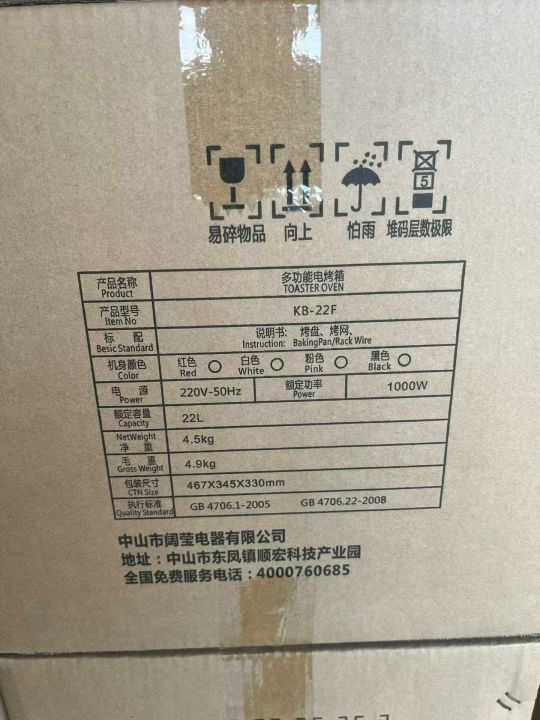 5
易碎物品 向上 怕雨 堆码层数极限
产品名称 Product 多功能电烤箱 TOASTER OVEN
产品型号 Item No KB-22F
标 配 Besic Standard 说明书: 烤盘、烤网、 Instruction: BakingPan/Rack Wire
机身颜色 Color 红色 Red 白色 White 粉色 Pink 黑色 Black
电 源 Power 220V-50Hz 额定功率 Power 1000W
额定容量 Capacity 22L
NetWeight 净 重 4.5kg
毛 重 Gross Weight 4.9kg
包装尺寸 CTN Size 467X345X330mm
执行标准 Quality Standard GB 4706.1-2005 GB 4706.22-2008
中山市阔莹电器有限公司
地址：中山市东凤镇顺宏科技产业园
全国免费服务电话：4000760685